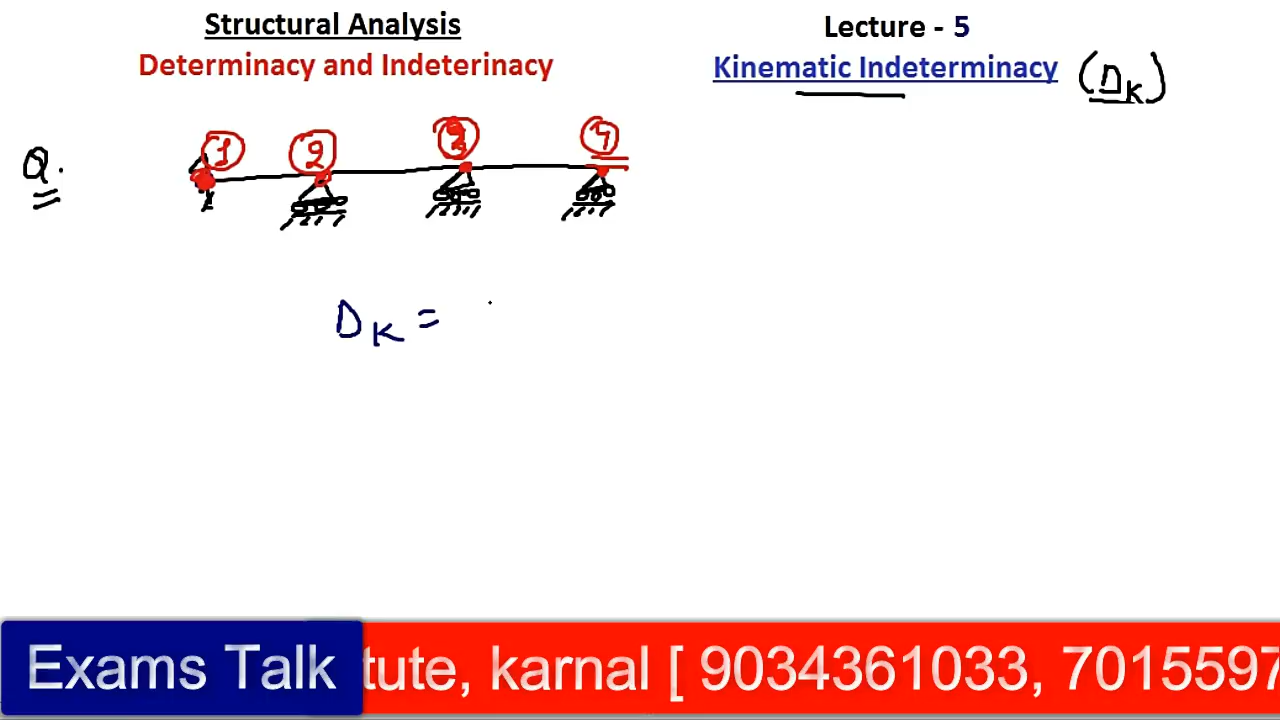 Structural Analysis
Determinacy and Indeterinacy
Lecture - 5
Kinematic Indeterminacy (DK)
Q.
1 2 3 4
DK =
Exams Talk
tute, karnal [ 9034361033, 7015597